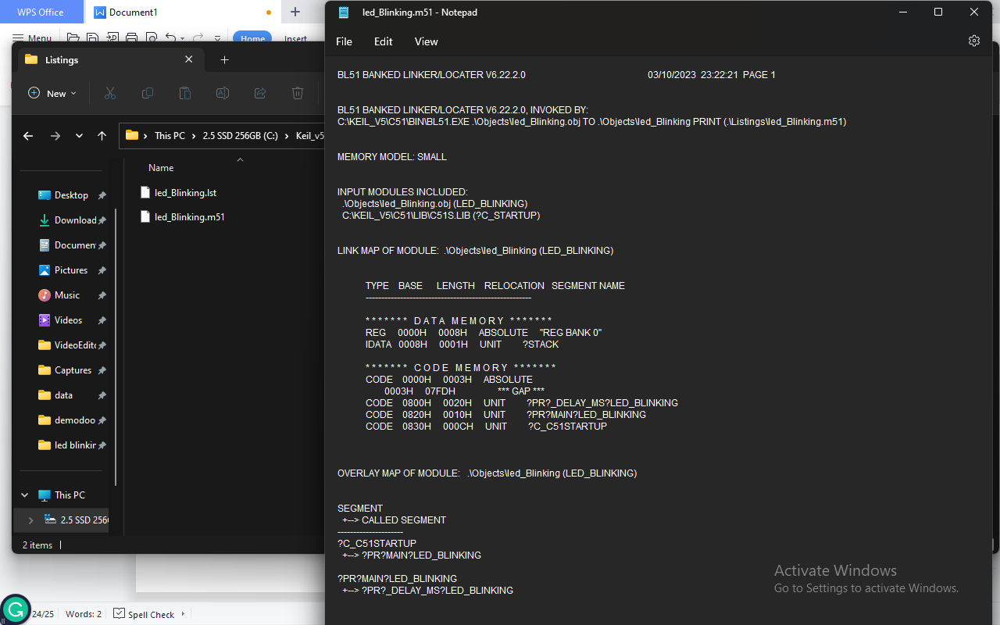 WPS Office
Document1
Menu
Home
Insert
Listings
New
This PC > 2.5 SSD 256GB (C:) > Keil_v5
Name
led_Blinking.lst
led_Blinking.m51
Desktop
Download
Documen
Pictures
Music
Videos
VideoEdit
Captures
data
demodoo
led blinkin
This PC
2.5 SSD 256
2 items
24/25
Words: 2
Spell Check
led_Blinking.m51 - Notepad
File Edit View
BL51 BANKED LINKER/LOCATER V6.22.2.0 03/10/2023 23:22:21 PAGE 1
BL51 BANKED LINKER/LOCATER V6.22.2.0, INVOKED BY:
C:\KEIL_V5\C51\BIN\BL51.EXE .\Objects\led_Blinking.obj TO .\Objects\led_Blinking PRINT (.\Listings\led_Blinking.m51)
MEMORY MODEL: SMALL
INPUT MODULES INCLUDED:
.\Objects\led_Blinking.obj (LED_BLINKING)
C:\KEIL_V5\C51\LIB\C51S.LIB (?C_STARTUP)
LINK MAP OF MODULE: .\Objects\led_Blinking (LED_BLINKING)
TYPE BASE LENGTH RELOCATION SEGMENT NAME
-----------------------------------------------------
* * * * * * * D A T A M E M O R Y * * * * * * *
REG 0000H 0008H ABSOLUTE "REG BANK 0"
IDATA 0008H 0001H UNIT ?STACK
* * * * * * * C O D E M E M O R Y * * * * * * *
CODE 0000H 0003H ABSOLUTE
0003H 07FDH *** GAP ***
CODE 0800H 0020H UNIT ?PR?_DELAY_MS?LED_BLINKING
CODE 0820H 0010H UNIT ?PR?MAIN?LED_BLINKING
CODE 0830H 000CH UNIT ?C_C51STARTUP
OVERLAY MAP OF MODULE: .\Objects\led_Blinking (LED_BLINKING)
SEGMENT
+--> CALLED SEGMENT
---------------------
?C_C51STARTUP
+--> ?PR?MAIN?LED_BLINKING
?PR?MAIN?LED_BLINKING
+--> ?PR?_DELAY_MS?LED_BLINKING
Activate Windows
Go to Settings to activate Windows.